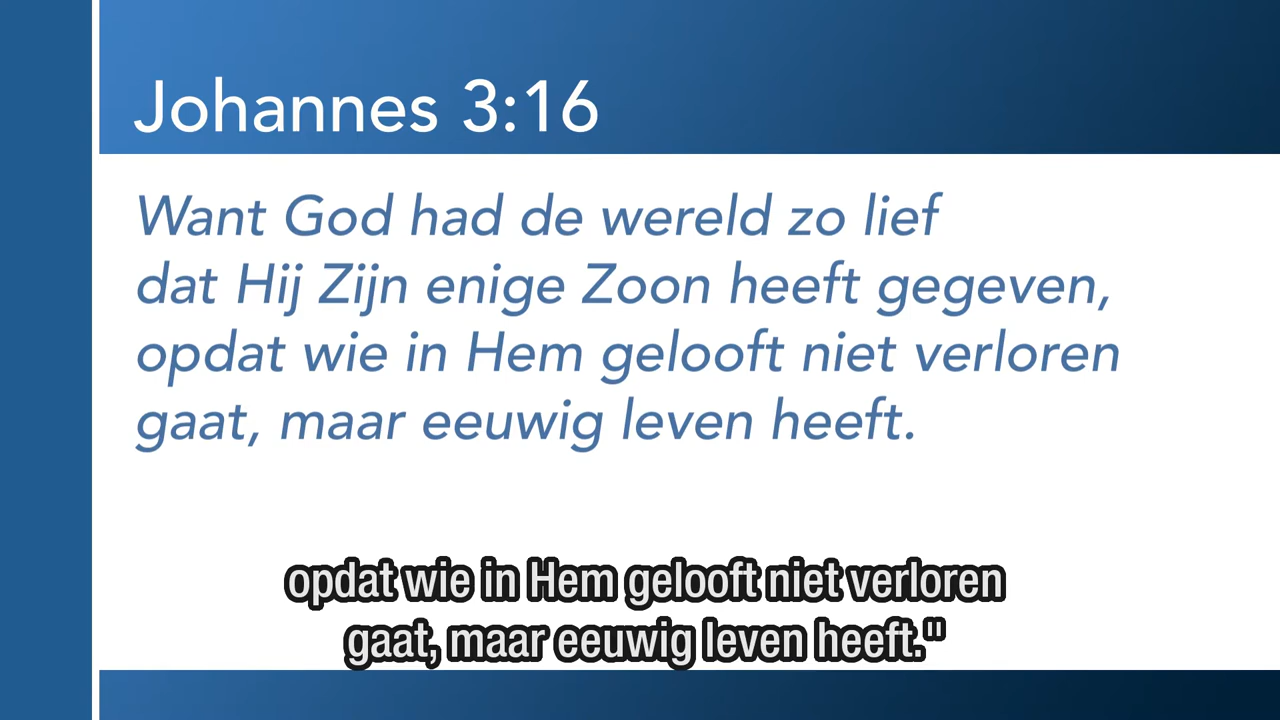 Johannes 3:16
Want God had de wereld zo lief
dat Hij Zijn enige Zoon heeft gegeven,
opdat wie in Hem gelooft niet verloren
gaat, maar eeuwig leven heeft.
opdat wie in Hem gelooft niet verloren
gaat, maar eeuwig leven heeft."